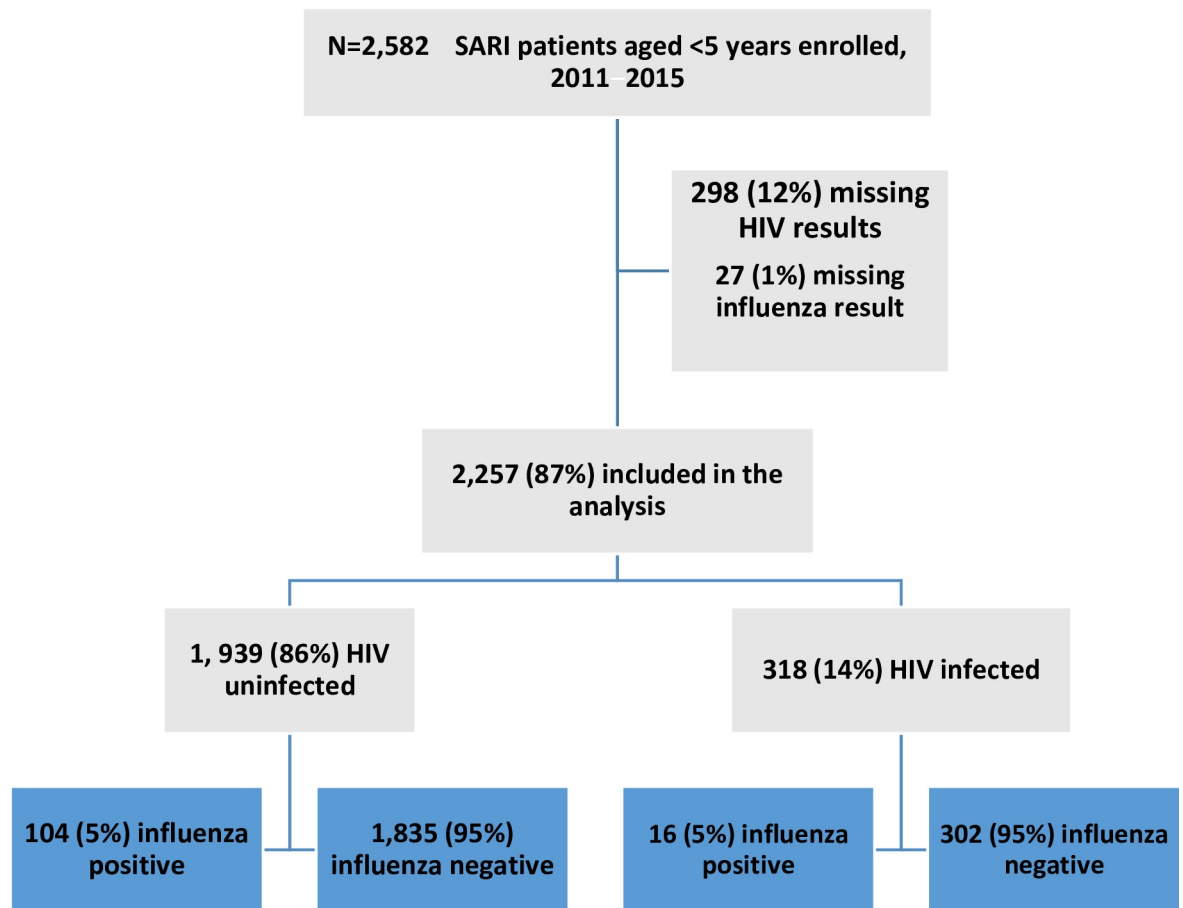 N=2,582 SARI patients aged <5 years enrolled,
2011–2015
298 (12%) missing
HIV results
27 (1%) missing
influenza result
2,257 (87%) included in the
analysis
1, 939 (86%) HIV
uninfected
318 (14%) HIV infected
104 (5%) influenza
positive
1,835 (95%)
influenza negative
16 (5%) influenza
positive
302 (95%) influenza
negative